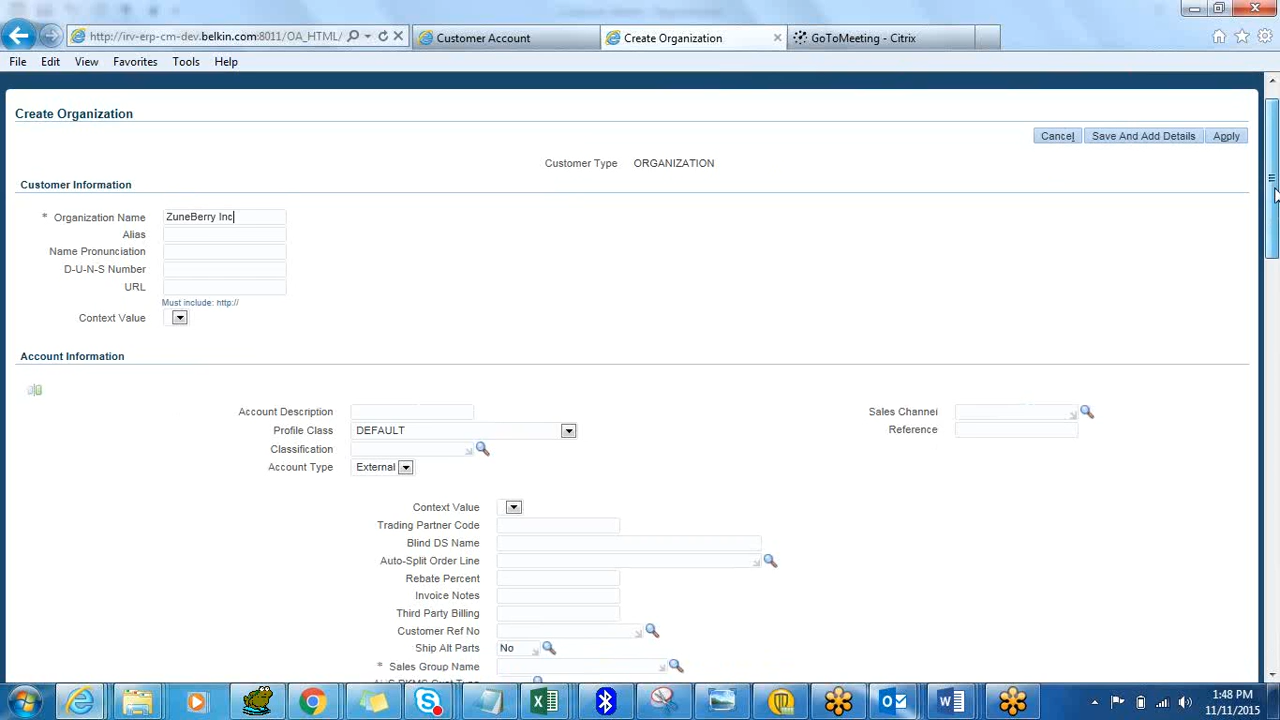 http://irv-erp-cm-dev.belkin.com:8011/OA_HTML/
Customer Account
Create Organization
GoToMeeting - Citrix
File Edit View Favorites Tools Help
Create Organization
Cancel Save And Add Details Apply
Customer Type ORGANIZATION
Customer Information
* Organization Name ZuneBerry Inc
Alias
Name Pronunciation
D-U-N-S Number
URL
Must include: http://
Context Value
Account Information
Account Description Sales Channel
Profile Class DEFAULT Reference
Classification
Account Type External
Context Value
Trading Partner Code
Blind DS Name
Auto-Split Order Line
Rebate Percent
Invoice Notes
Third Party Billing
Customer Ref No
Ship Alt Parts No
* Sales Group Name
1:48 PM
11/11/2015